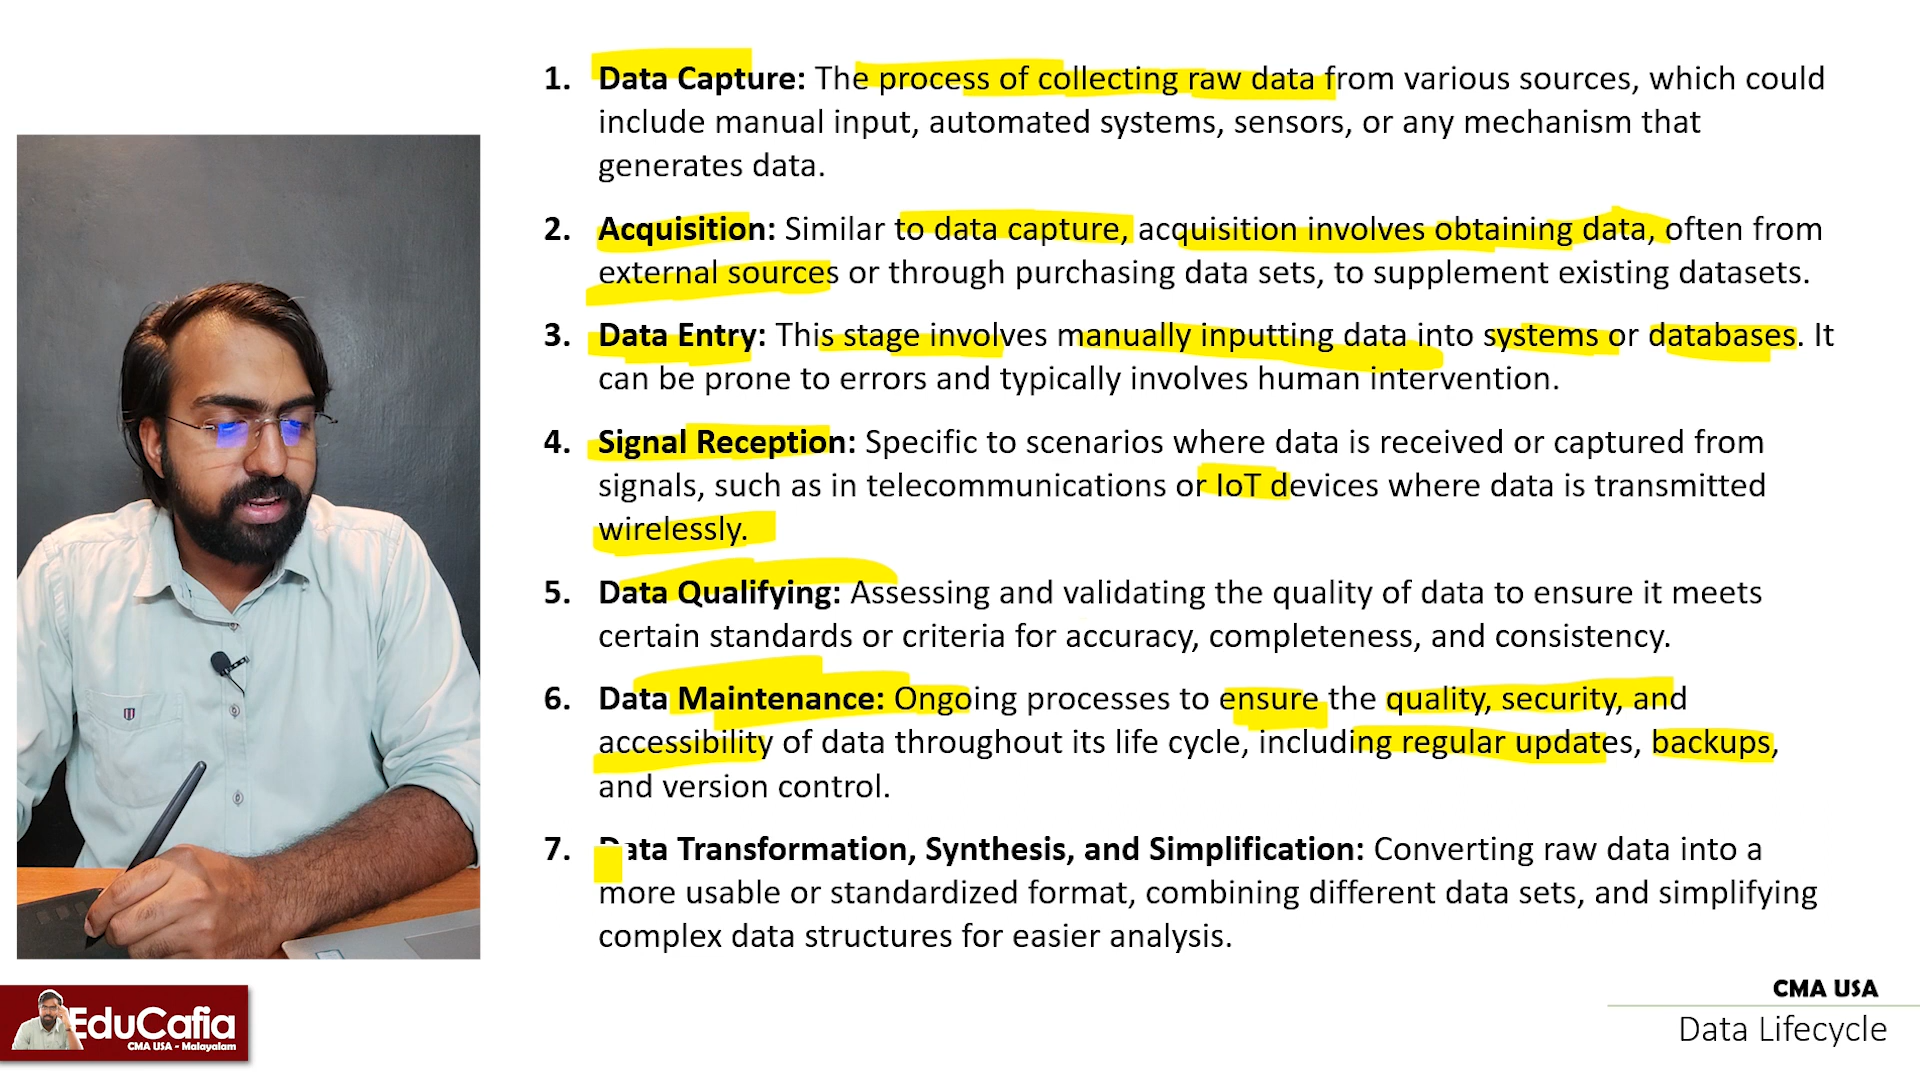 1. Data Capture: The process of collecting raw data from various sources, which could
include manual input, automated systems, sensors, or any mechanism that
generates data.
2. Acquisition: Similar to data capture, acquisition involves obtaining data, often from
external sources or through purchasing data sets, to supplement existing datasets.
3. Data Entry: This stage involves manually inputting data into systems or databases. It
can be prone to errors and typically involves human intervention.
4. Signal Reception: Specific to scenarios where data is received or captured from
signals, such as in telecommunications or IoT devices where data is transmitted
wirelessly.
5. Data Qualifying: Assessing and validating the quality of data to ensure it meets
certain standards or criteria for accuracy, completeness, and consistency.
6. Data Maintenance: Ongoing processes to ensure the quality, security, and
accessibility of data throughout its life cycle, including regular updates, backups,
and version control.
7. Data Transformation, Synthesis, and Simplification: Converting raw data into a
more usable or standardized format, combining different data sets, and simplifying
complex data structures for easier analysis.
EduCafia
CMA USA - Malayalam
CMA USA
Data Lifecycle